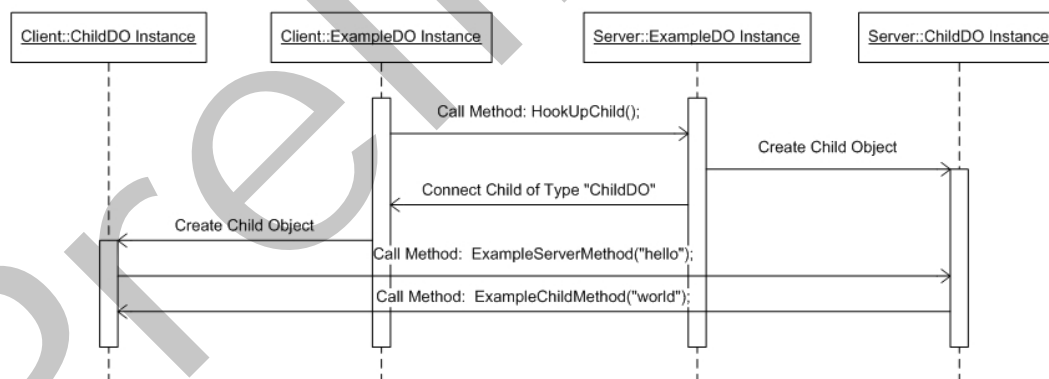 Client::ChildDO Instance
Client::ExampleDO Instance
Server::ExampleDO Instance
Server::ChildDO Instance
Call Method: HookUpChild();
Create Child Object
Connect Child of Type "ChildDO"
Create Child Object
Call Method:  ExampleServerMethod("hello");
Call Method:  ExampleChildMethod("world");